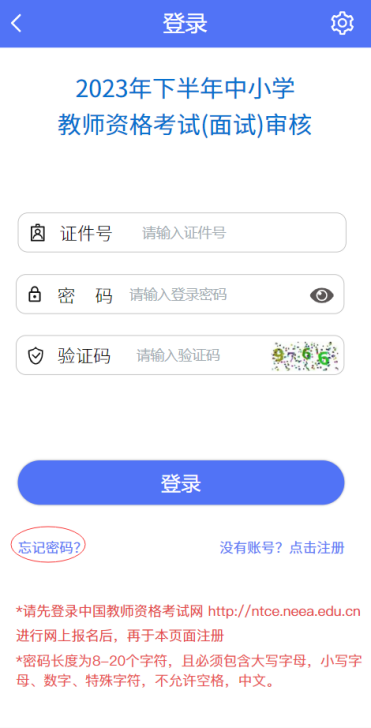 登录
2023年下半年中小学
教师资格考试(面试)审核
证件号 请输入证件号
密 码 请输入登录密码
验证码 请输入验证码 9766
登录
忘记密码? 没有账号? 点击注册
*请先登录中国教师资格考试网 http://ntce.neea.edu.cn
进行网上报名后，再于本页面注册
*密码长度为8-20个字符，且必须包含大写字母，小写字
母、数字、特殊字符，不允许空格，中文。